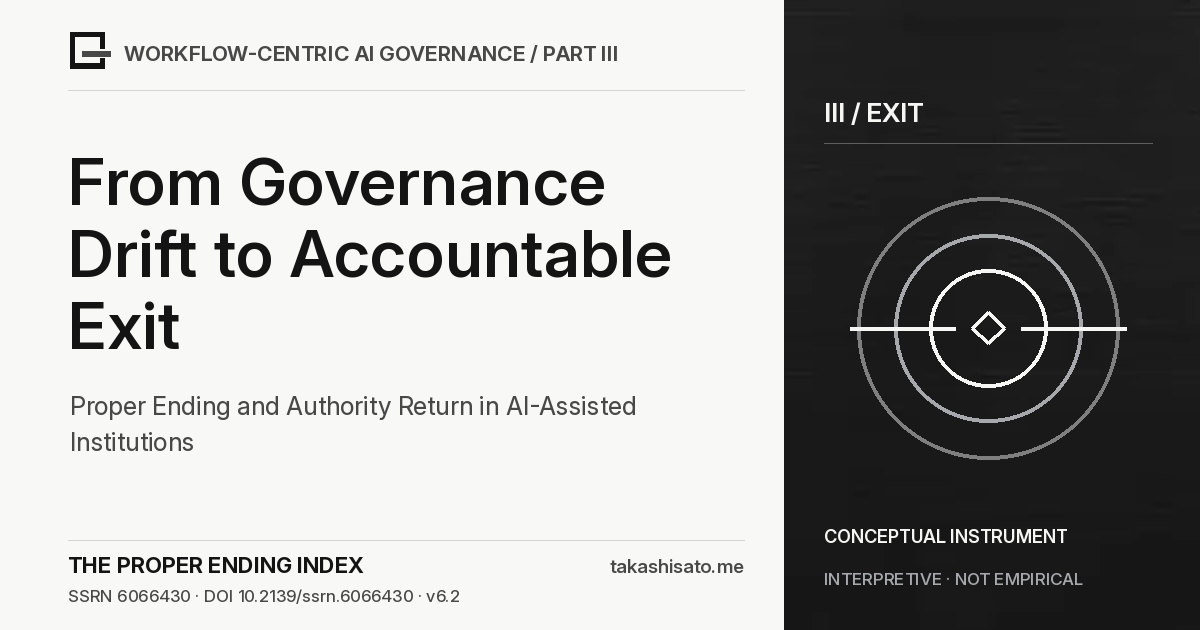 WORKFLOW-CENTRIC AI GOVERNANCE / PART III
From Governance
Drift to Accountable
Exit
Proper Ending and Authority Return in AI-Assisted
Institutions
THE PROPER ENDING INDEX
takashisato.me
SSRN 6066430 · DOI 10.2139/ssrn.6066430 · v6.2
III / EXIT
CONCEPTUAL INSTRUMENT
INTERPRETIVE · NOT EMPIRICAL